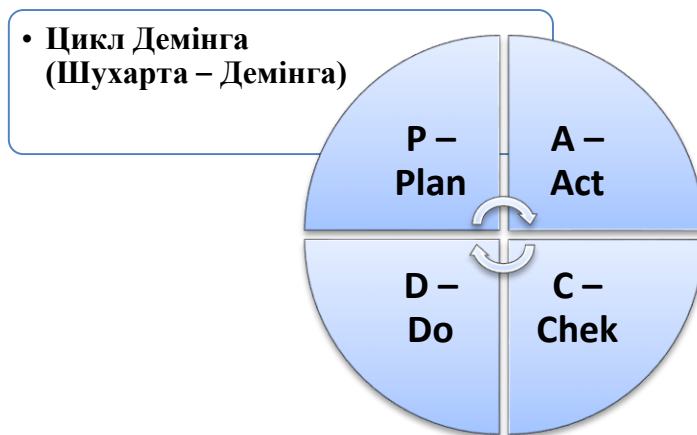 • Цикл Демінга
(Шухарта – Демінга)
P –
Plan
A –
Act
D –
Do
C –
Chek